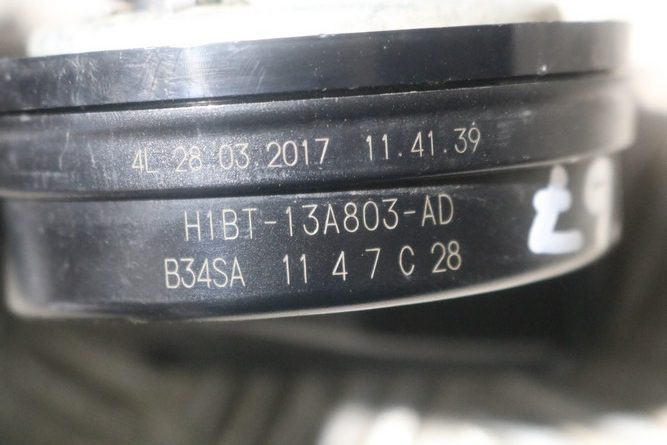 4L 28.03.2017 11.41.39
H1BT-13A803-AD
B34SA 11 4 7 C 28